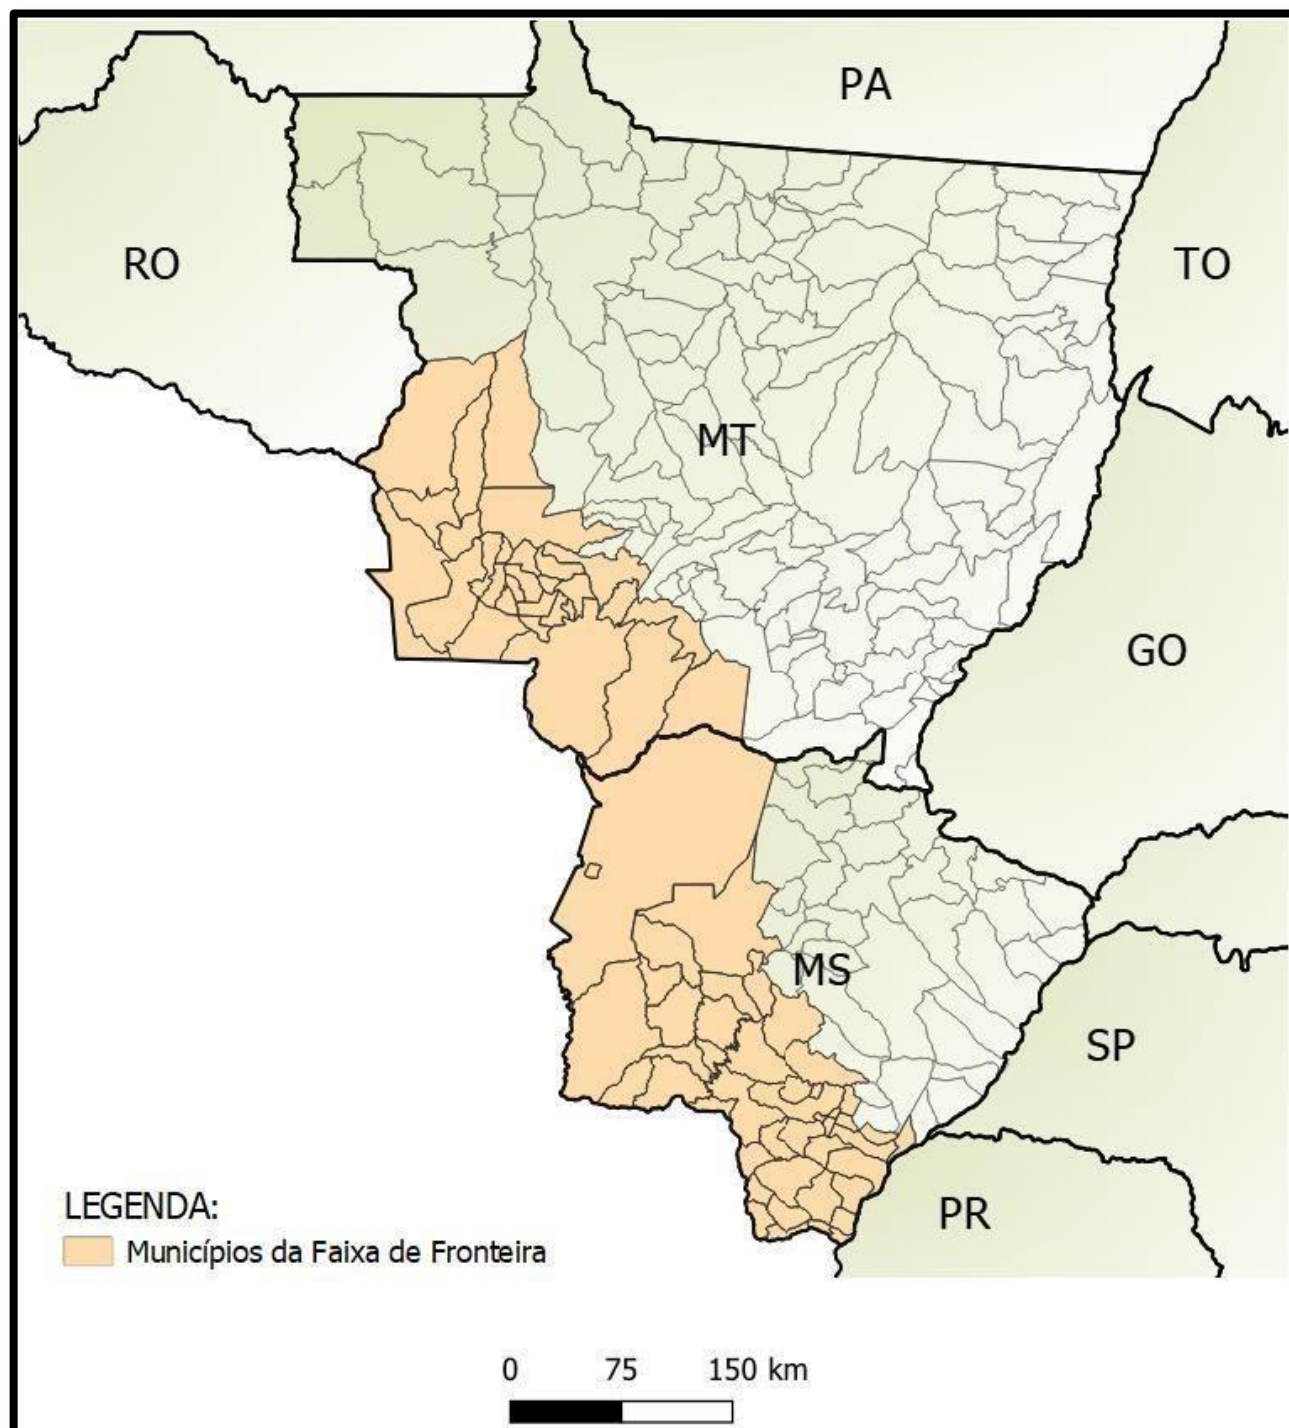 PA
RO
TO
MT
GO
MS
SP
PR
LEGENDA:
Municípios da Faixa de Fronteira
0 75 150 km